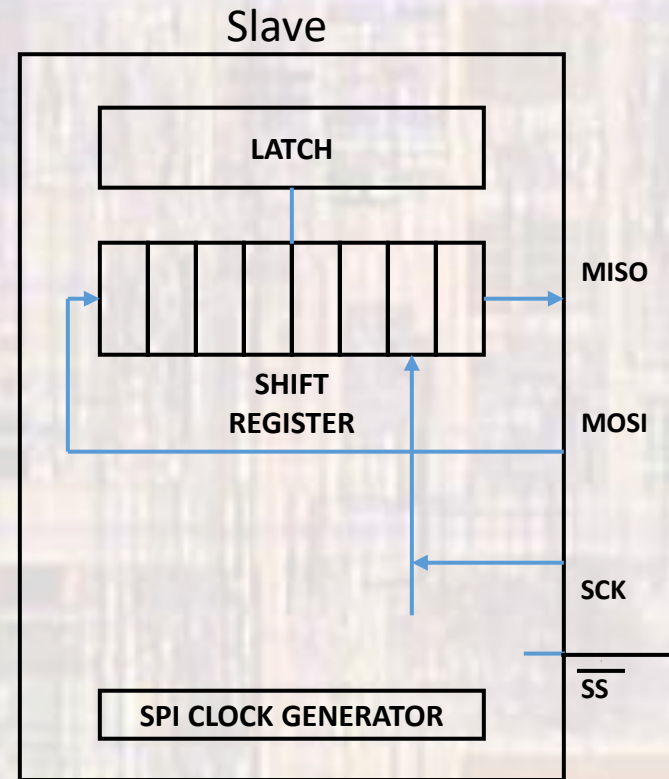 Slave
LATCH
MISO
SHIFT
REGISTER
MOSI
SCK
SS
SPI CLOCK GENERATOR